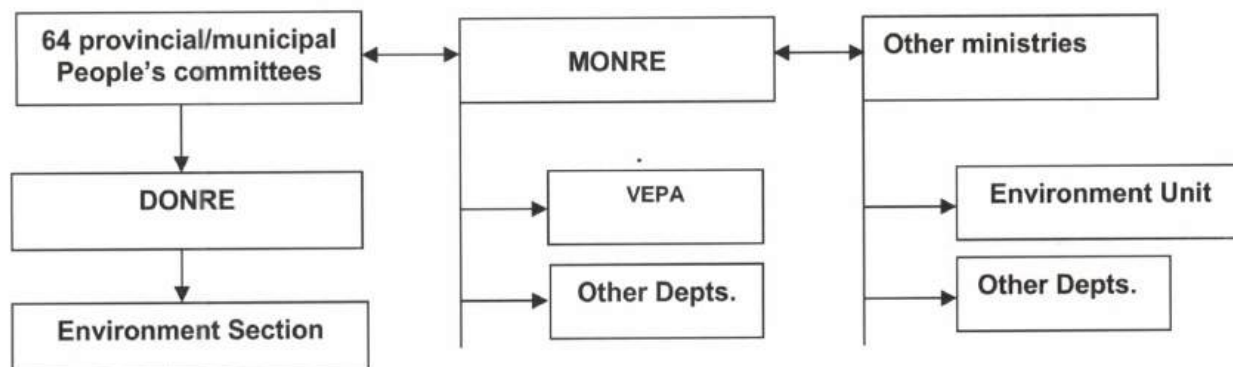 64 provincial/municipal
People's committees
MONRE
Other ministries
DONRE
VEPA
Environment Unit
Other Depts.
Other Depts.
Environment Section